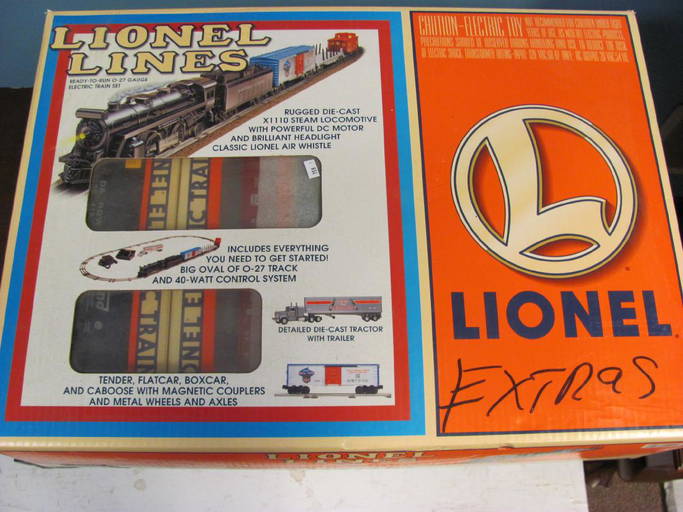 LIONEL
LINES
READY-TO-RUN O-27 GAUGE
ELECTRIC TRAIN SET
RUGGED DIE-CAST
X1110 STEAM LOCOMOTIVE
WITH POWERFUL DC MOTOR
AND BRILLIANT HEADLIGHT
CLASSIC LIONEL AIR WHISTLE
INCLUDES EVERYTHING
YOU NEED TO GET STARTED!
BIG OVAL OF O-27 TRACK
AND 40-WATT CONTROL SYSTEM
DETAILED DIE-CAST TRACTOR
WITH TRAILER
TENDER, FLATCAR, BOXCAR,
AND CABOOSE WITH MAGNETIC COUPLERS
AND METAL WHEELS AND AXLES
CAUTION-ELECTRIC TOY
L
LIONEL
EXTRAS
LIONEL